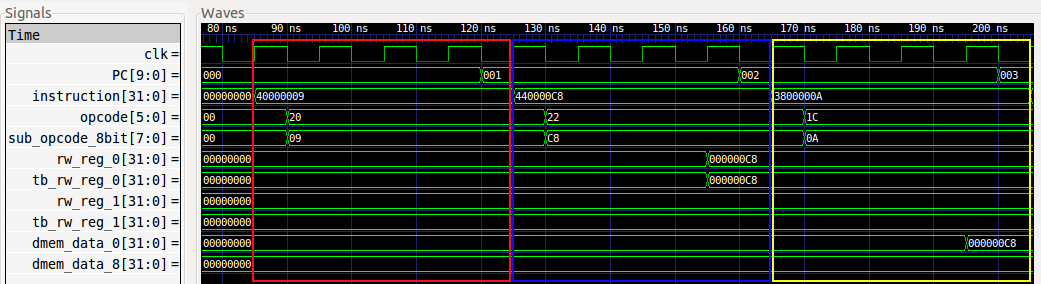 Signals
Waves
Time
80 ns 90 ns 100 ns 110 ns 120 ns 130 ns 140 ns 150 ns 160 ns 170 ns 180 ns 190 ns 200 ns
clk =
PC[9:0] = 000 001 002 003
instruction[31:0] = 00000000 40000009 440000C8 3800000A
opcode[5:0] = 00 20 22 1C
sub_opcode_8bit[7:0] = 00 09 C8 0A
rw_reg_0[31:0] = 00000000 000000C8
tb_rw_reg_0[31:0] = 00000000 000000C8
rw_reg_1[31:0] = 00000000
tb_rw_reg_1[31:0] = 00000000
dmem_data_0[31:0] = 00000000 000000C8
dmem_data_8[31:0] = 00000000